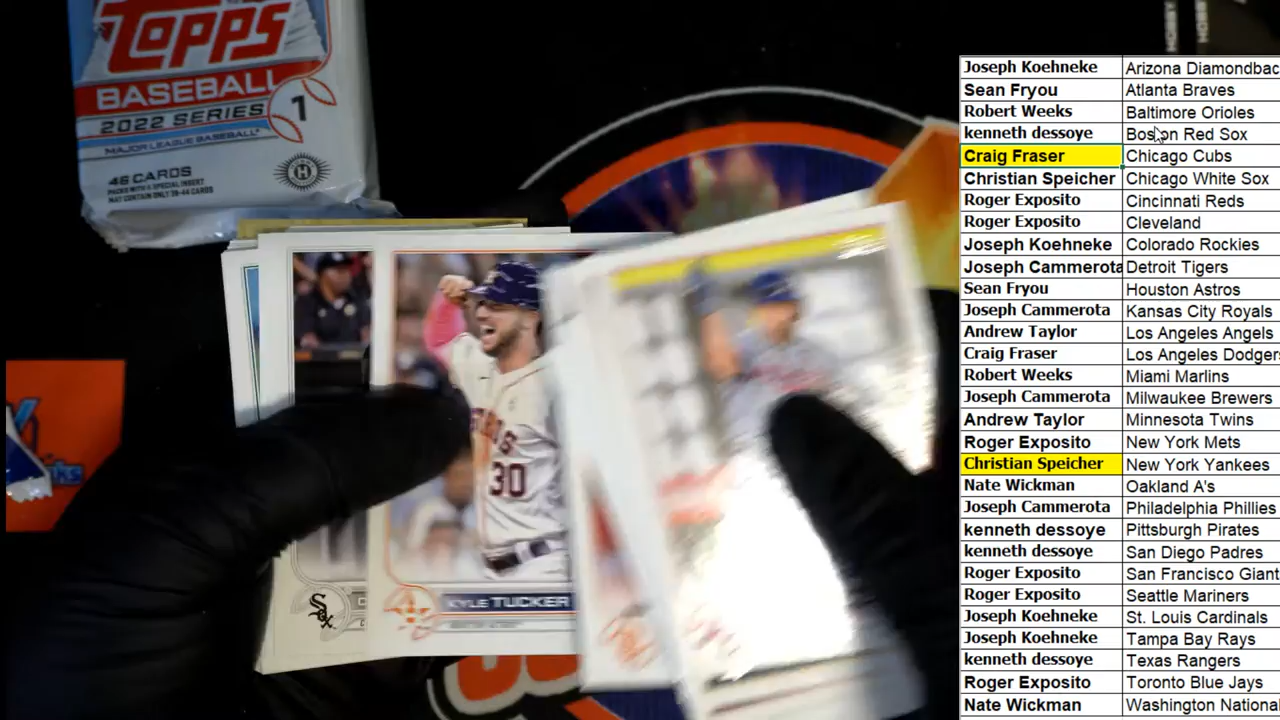 TOPPS
BASEBALL
2022 SERIES 1
MAJOR LEAGUE BASEBALL
46 CARDS
HOBBY
HOBBY
30
KYLE TUCKER
Sox
Joseph Koehneke Arizona Diamondbac
Sean Fryou Atlanta Braves
Robert Weeks Baltimore Orioles
kenneth dessoye Boston Red Sox
Craig Fraser Chicago Cubs
Christian Speicher Chicago White Sox
Roger Exposito Cincinnati Reds
Roger Exposito Cleveland
Joseph Koehneke Colorado Rockies
Joseph Cammerota Detroit Tigers
Sean Fryou Houston Astros
Joseph Cammerota Kansas City Royals
Andrew Taylor Los Angeles Angels
Craig Fraser Los Angeles Dodgers
Robert Weeks Miami Marlins
Joseph Cammerota Milwaukee Brewers
Andrew Taylor Minnesota Twins
Roger Exposito New York Mets
Christian Speicher New York Yankees
Nate Wickman Oakland A's
Joseph Cammerota Philadelphia Phillies
kenneth dessoye Pittsburgh Pirates
kenneth dessoye San Diego Padres
Roger Exposito San Francisco Giant
Roger Exposito Seattle Mariners
Joseph Koehneke St. Louis Cardinals
Joseph Koehneke Tampa Bay Rays
kenneth dessoye Texas Rangers
Roger Exposito Toronto Blue Jays
Nate Wickman Washington Nationa